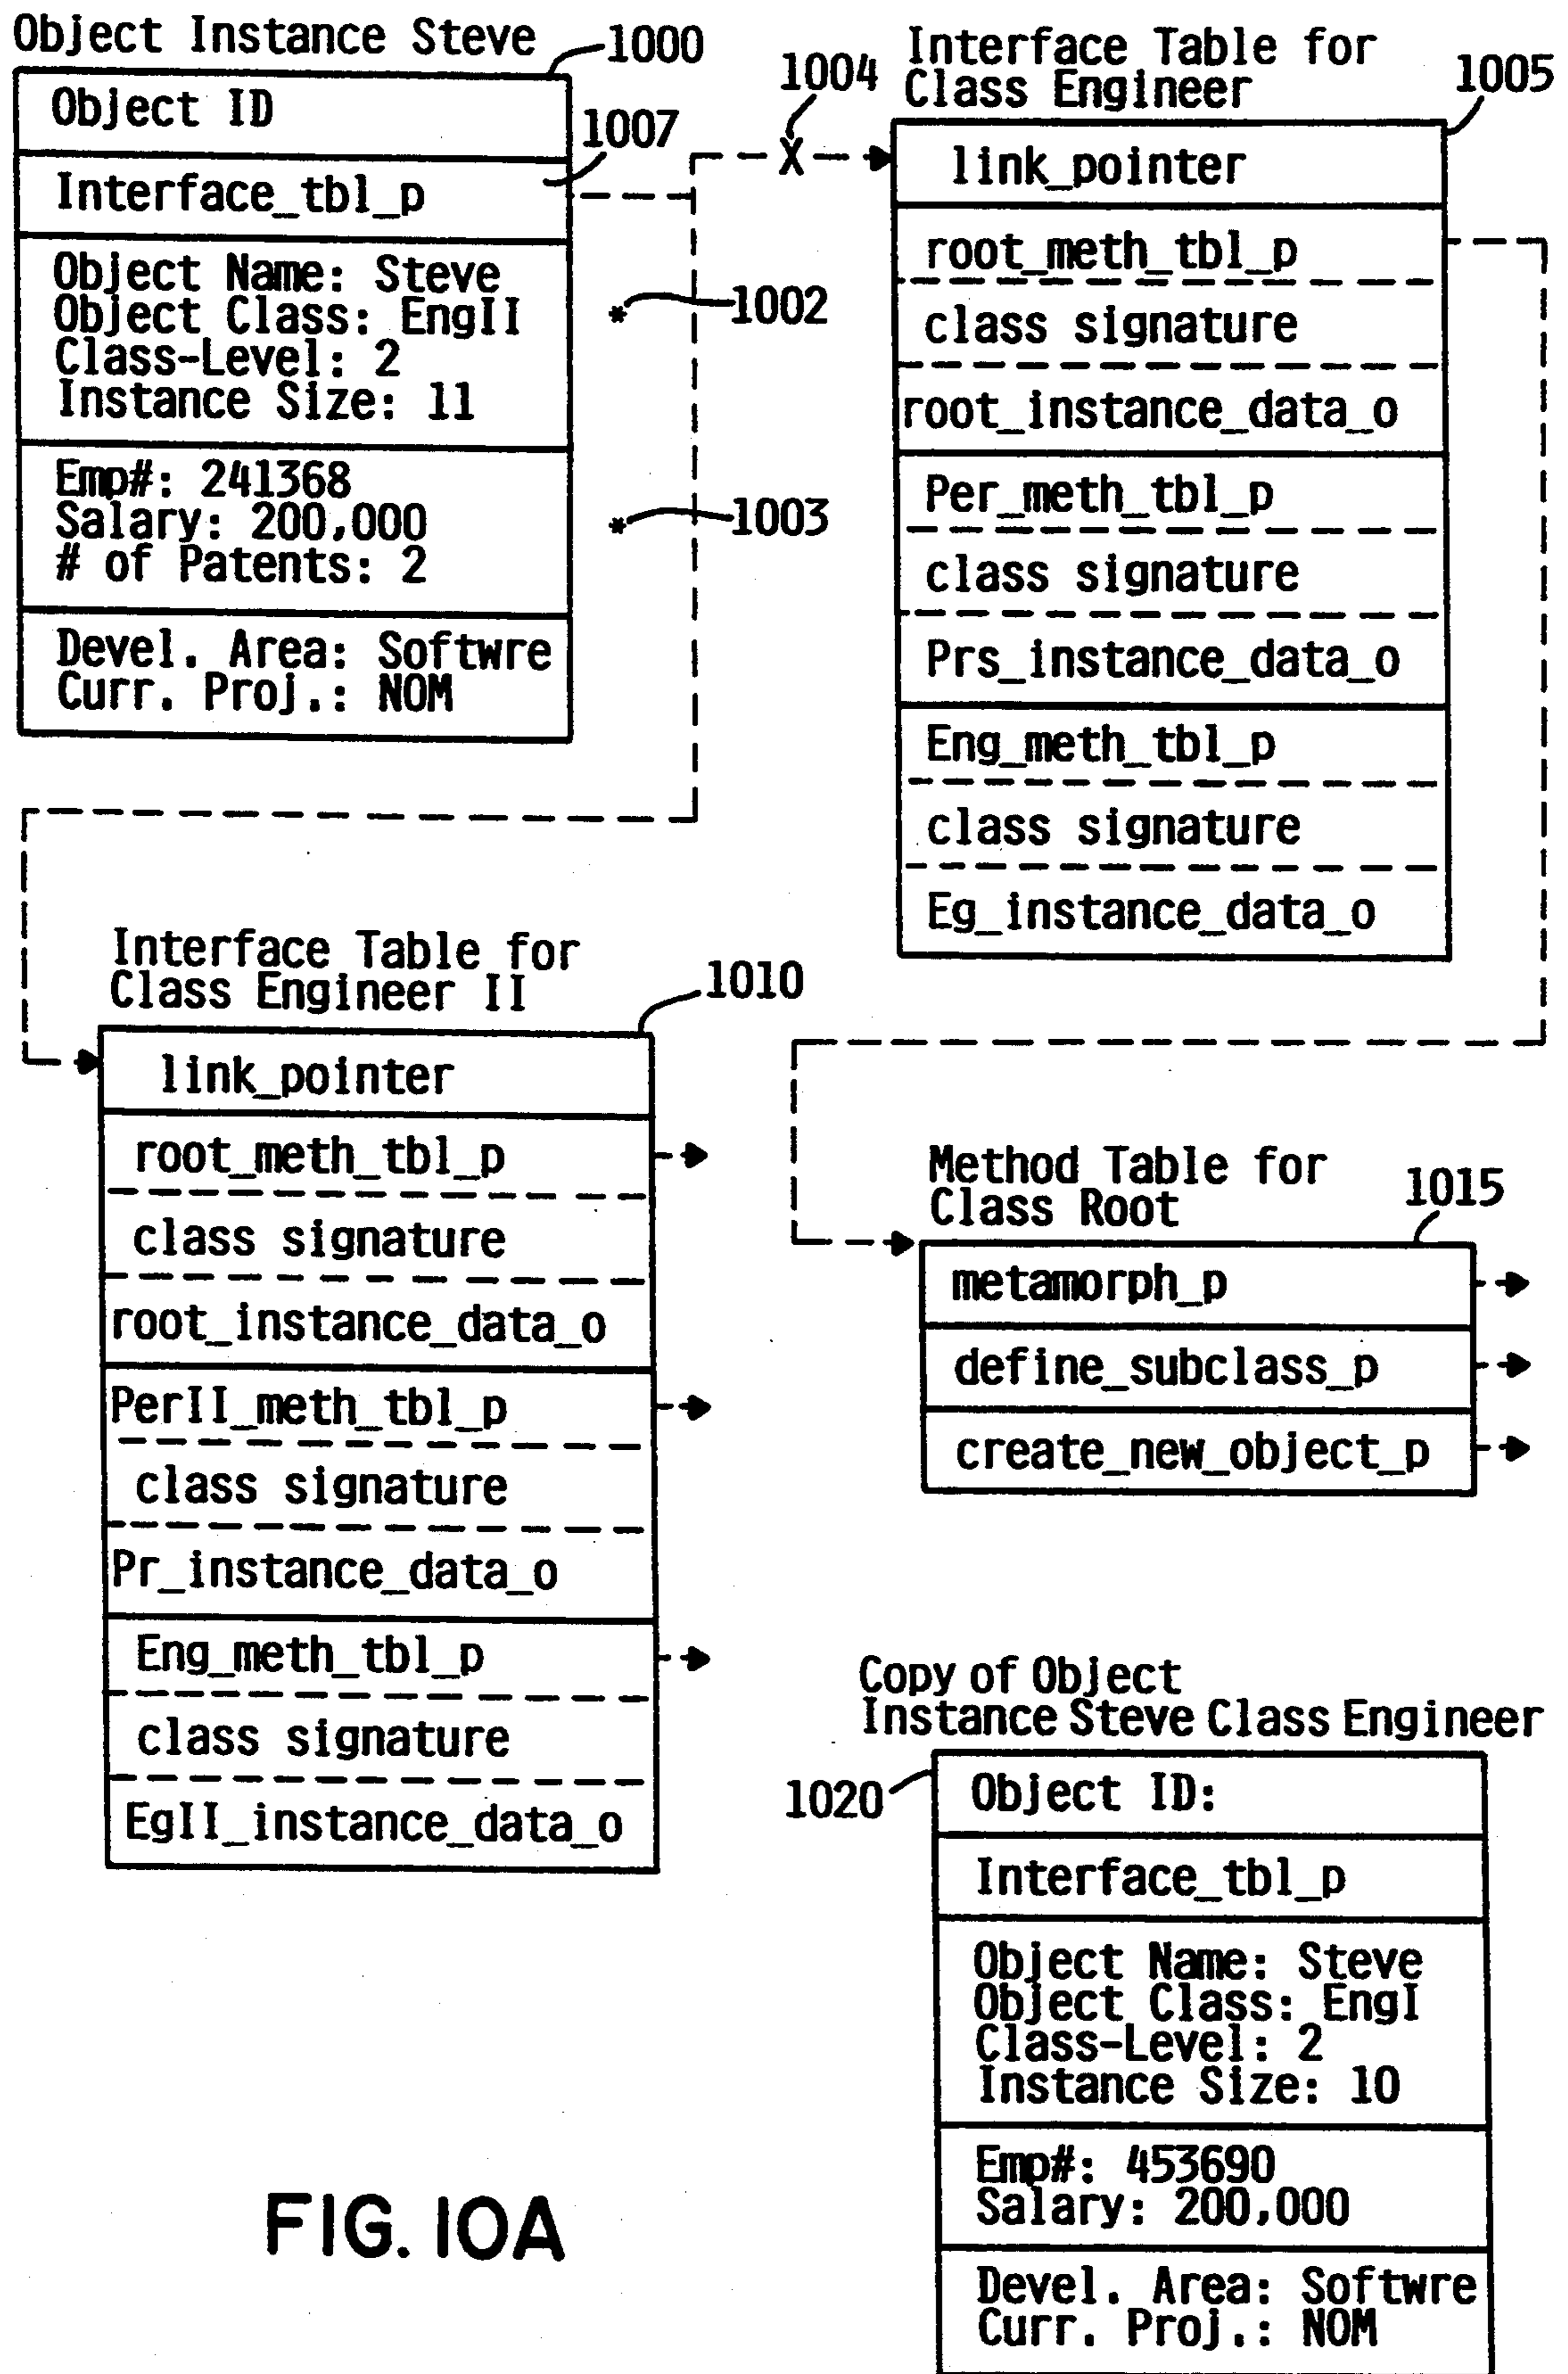 Object Instance Steve
1000
Object ID
1007
Interface_tbl_p
Object Name: Steve
Object Class: EngII
Class-Level: 2
Instance Size: 11
* 1002
Emp#: 241368
Salary: 200,000
# of Patents: 2
* 1003
Devel. Area: Softwre
Curr. Proj.: NOM
1004
X
Interface Table for
Class Engineer
1005
link_pointer
root_meth_tbl_p
class signature
root_instance_data_o
Per_meth_tbl_p
class signature
Prs_instance_data_o
Eng_meth_tbl_p
class signature
Eg_instance_data_o
Interface Table for
Class Engineer II
1010
link_pointer
root_meth_tbl_p
class signature
root_instance_data_o
PerII_meth_tbl_p
class signature
Pr_instance_data_o
Eng_meth_tbl_p
class signature
EgII_instance_data_o
Method Table for
Class Root
1015
metamorph_p
define_subclass_p
create_new_object_p
Copy of Object
Instance Steve Class Engineer
1020
Object ID:
Interface_tbl_p
Object Name: Steve
Object Class: EngI
Class-Level: 2
Instance Size: 10
Emp#: 453690
Salary: 200,000
Devel. Area: Softwre
Curr. Proj.: NOM
FIG. 10A